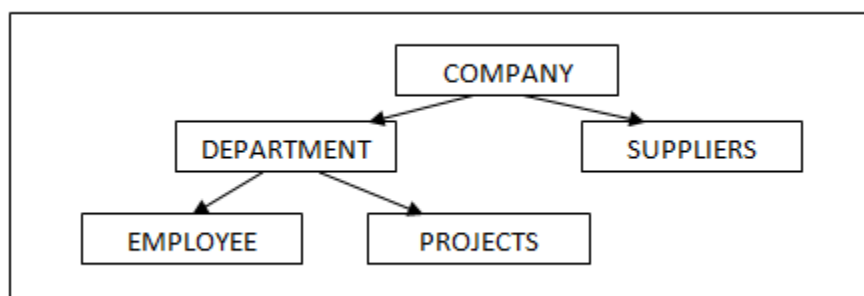 COMPANY
DEPARTMENT
SUPPLIERS
EMPLOYEE
PROJECTS